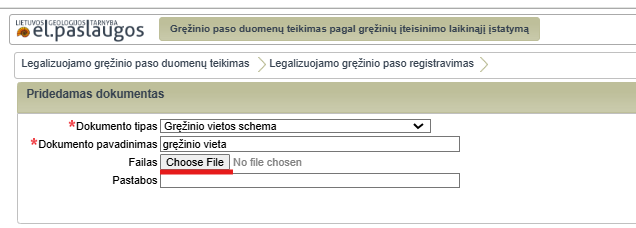 LIETUVOS GEOLOGIJOS TARNYBA
el.paslaugos
Gręžinio paso duomenų teikimas pagal gręžinių įteisinimo laikinąjį įstatymą
Legalizuojamo gręžinio paso duomenų teikimas
Legalizuojamo gręžinio paso registravimas
Pridedamas dokumentas
*Dokumento tipas Gręžinio vietos schema
*Dokumento pavadinimas gręžinio vieta
Failas Choose File No file chosen
Pastabos